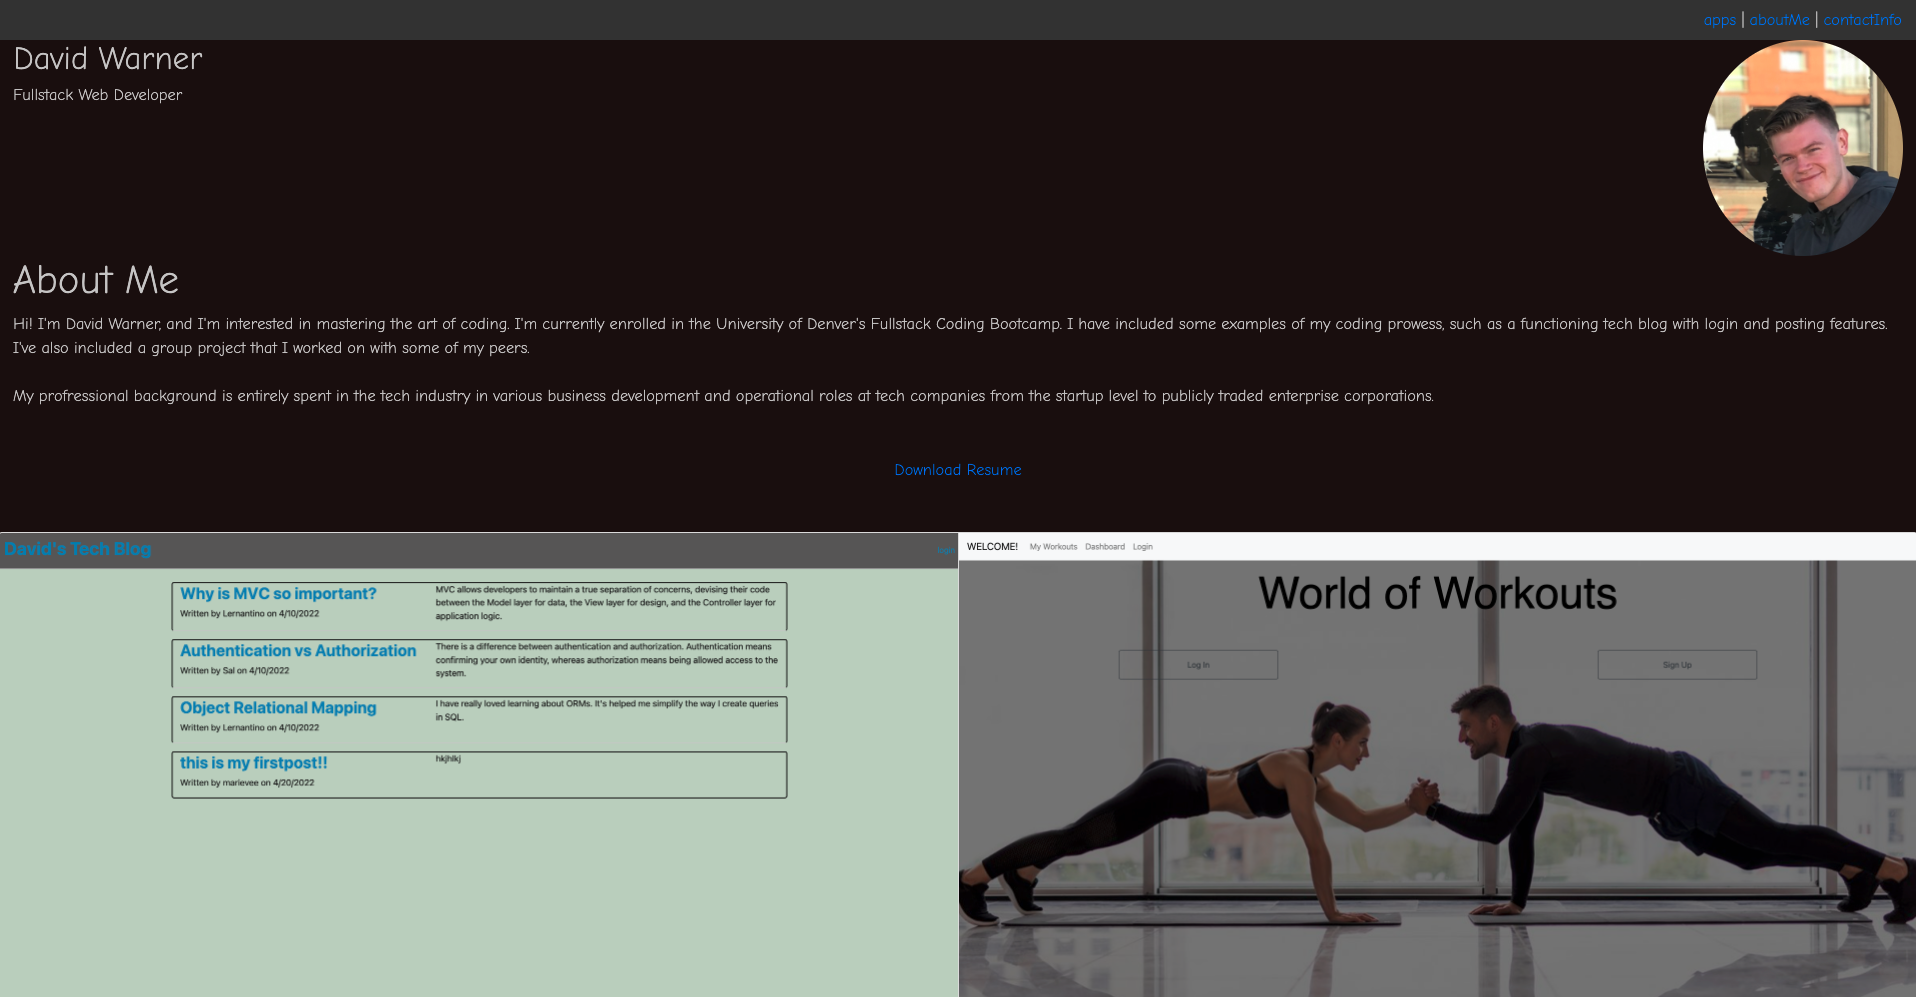 apps | aboutMe | contactInfo
David Warner
Fullstack Web Developer
About Me
Hi! I'm David Warner, and I'm interested in mastering the art of coding. I'm currently enrolled in the University of Denver's Fullstack Coding Bootcamp. I have included some examples of my coding prowess, such as a functioning tech blog with login and posting features.
I've also included a group project that I worked on with some of my peers.
My profressional background is entirely spent in the tech industry in various business development and operational roles at tech companies from the startup level to publicly traded enterprise corporations.
Download Resume
David's Tech Blog
Why is MVC so important?
Written by Lernantino on 4/10/2022
MVC allows developers to maintain a true separation of concerns, devising their code
between the Model layer for data, the View layer for design, and the Controller layer for
application logic.
Authentication vs Authorization
Written by Sal on 4/10/2022
There is a difference between authentication and authorization. Authentication means
confirming your own identity, whereas authorization means being allowed access to the
system.
Object Relational Mapping
Written by Lernantino on 4/10/2022
I have really loved learning about ORMs. It's helped me simplify the way I create queries
in SQL.
this is my firstpost!!
Written by marievee on 4/20/2022
hkjhlkj
WELCOME! My Workouts Dashboard Login
World of Workouts
Log In
Sign Up